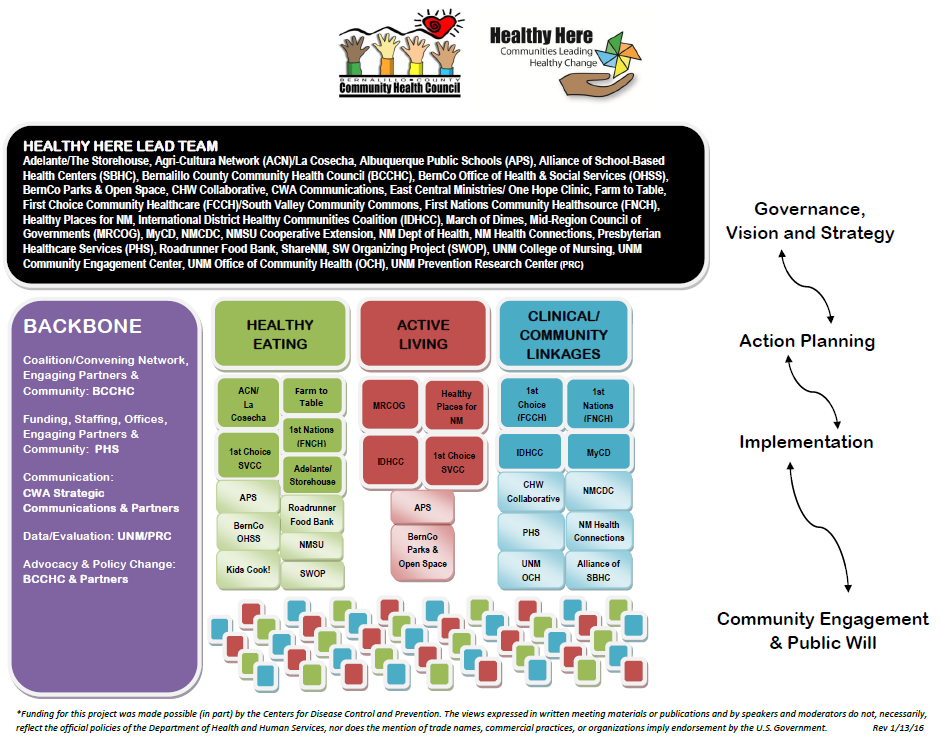 BERNALILLO COUNTY
Community Health Council
Healthy Here
Communities Leading
Healthy Change
HEALTHY HERE LEAD TEAM
Adelante/The Storehouse, Agri-Cultura Network (ACN)/La Cosecha, Albuquerque Public Schools (APS), Alliance of School-Based
Health Centers (SBHC), Bernalillo County Community Health Council (BCCHC), BernCo Office of Health & Social Services (OHSS),
BernCo Parks & Open Space, CHW Collaborative, CWA Communications, East Central Ministries/ One Hope Clinic, Farm to Table,
First Choice Community Healthcare (FCCH)/South Valley Community Commons, First Nations Community Healthsource (FNCH),
Healthy Places for NM, International District Healthy Communities Coalition (IDHCC), March of Dimes, Mid-Region Council of
Governments (MRCOG), MyCD, NMCDC, NMSU Cooperative Extension, NM Dept of Health, NM Health Connections, Presbyterian
Healthcare Services (PHS), Roadrunner Food Bank, ShareNM, SW Organizing Project (SWOP), UNM College of Nursing, UNM
Community Engagement Center, UNM Office of Community Health (OCH), UNM Prevention Research Center (PRC)
Governance,
Vision and Strategy
Action Planning
Implementation
Community Engagement
& Public Will
BACKBONE
Coalition/Convening Network,
Engaging Partners &
Community: BCCHC
Funding, Staffing, Offices,
Engaging Partners &
Community: PHS
Communication:
CWA Strategic
Communications & Partners
Data/Evaluation: UNM/PRC
Advocacy & Policy Change:
BCCHC & Partners
HEALTHY
EATING
ACN/
La
Cosecha
Farm to
Table
1st Nations
(FNCH)
1st Choice
SVCC
Adelante/
Storehouse
APS
Roadrunner
Food Bank
BernCo
OHSS
NMSU
Kids Cook!
SWOP
ACTIVE
LIVING
MRCOG
Healthy
Places for
NM
IDHCC
1st Choice
SVCC
APS
BernCo
Parks &
Open Space
CLINICAL/
COMMUNITY
LINKAGES
1st
Choice
(FCCH)
1st
Nations
(FNCH)
IDHCC
MyCD
CHW
Collaborative
NMCDC
PHS
NM Health
Connections
UNM
OCH
Alliance of
SBHC
*Funding for this project was made possible (in part) by the Centers for Disease Control and Prevention. The views expressed in written meeting materials or publications and by speakers and moderators do not, necessarily,
reflect the official policies of the Department of Health and Human Services, nor does the mention of trade names, commercial practices, or organizations imply endorsement by the U.S. Government. Rev 1/13/16